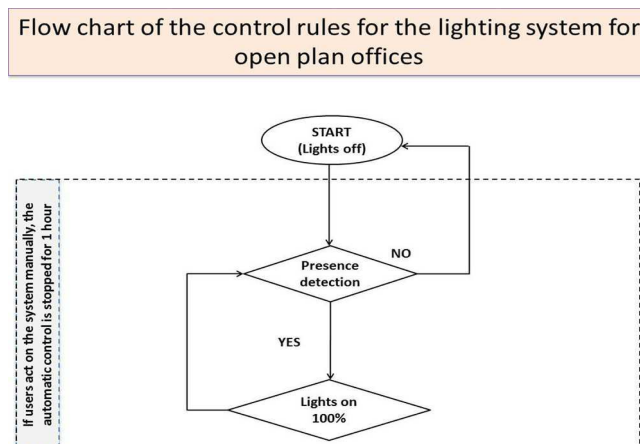 Flow chart of the control rules for the lighting system for
open plan offices
START
(Lights off)
If users act on the system manually, the
automatic control is stopped for 1 hour
NO
Presence
detection
YES
Lights on
100%